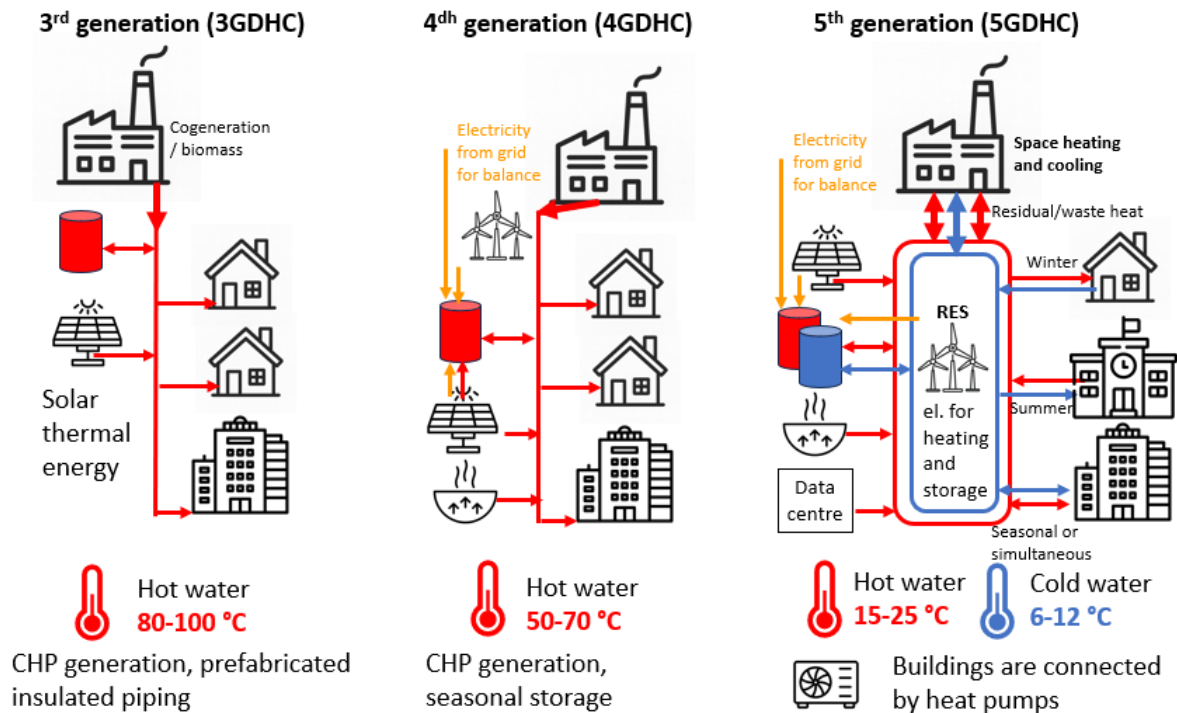 3rd generation (3GDHC)
Cogeneration
/ biomass
Solar
thermal
energy
Hot water
80-100 °C
CHP generation, prefabricated
insulated piping
4dh generation (4GDHC)
Electricity
from grid
for balance
Hot water
50-70 °C
CHP generation,
seasonal storage
5th generation (5GDHC)
Electricity
from grid
for balance
Space heating
and cooling
Residual/waste heat
Winter
RES
el. for
heating
and
storage
Summer
Data
centre
Seasonal or
simultaneous
Hot water
15-25 °C
Cold water
6-12 °C
Buildings are connected
by heat pumps